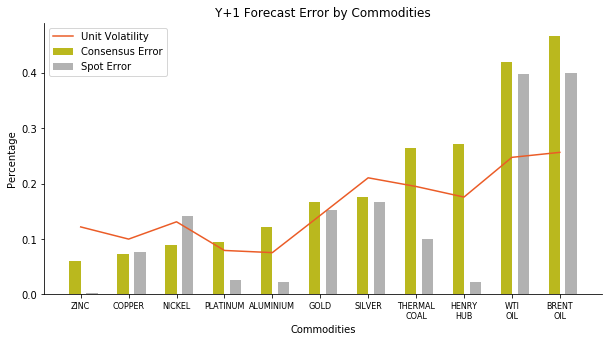 Y+1 Forecast Error by Commodities
Unit Volatility
Consensus Error
Spot Error
Percentage
0.4
0.3
0.2
0.1
0.0
ZINC COPPER NICKEL PLATINUM ALUMINIUM GOLD SILVER THERMAL HENRY WTI BRENT
COAL HUB OIL OIL
Commodities